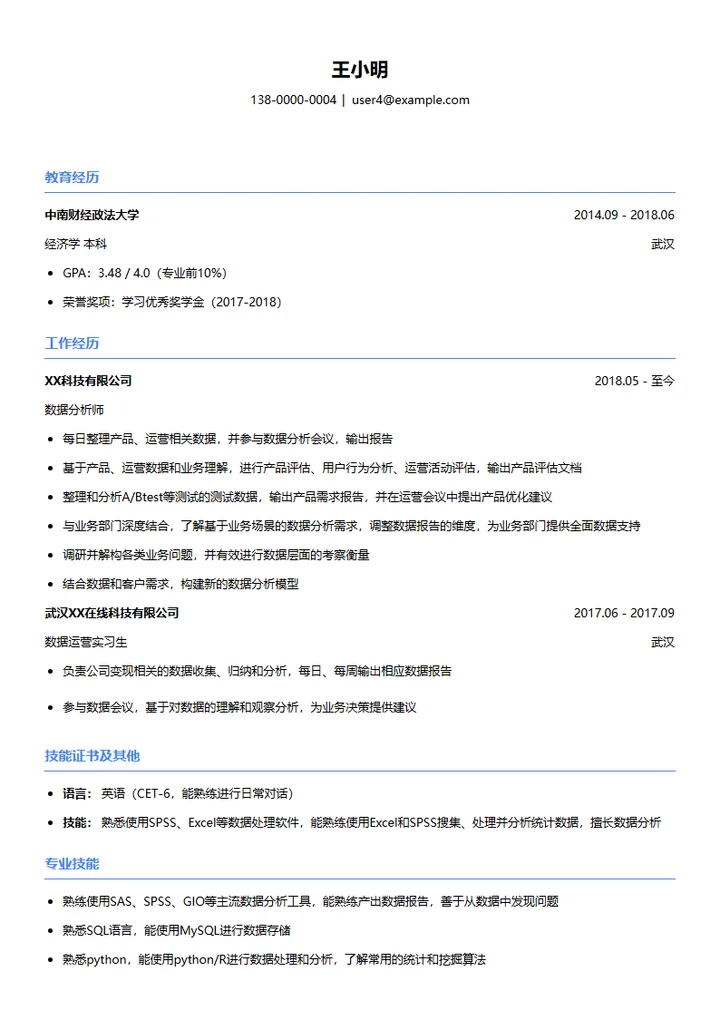 王小明
138-0000-0004 | user4@example.com
教育经历
中南财经政法大学 2014.09 - 2018.06
经济学 本科 武汉
• GPA：3.48 / 4.0（专业前10%）
• 荣誉奖项：学习优秀奖学金（2017-2018）
工作经历
XX科技有限公司 2018.05 - 至今
数据分析师
• 每日整理产品、运营相关数据，并参与数据分析会议，输出报告
• 基于产品、运营数据和业务理解，进行产品评估、用户行为分析、运营活动评估，输出产品评估文档
• 整理和分析A/Btest等测试的测试数据，输出产品需求报告，并在运营会议中提出产品优化建议
• 与业务部门深度结合，了解基于业务场景的数据分析需求，调整数据报告的维度，为业务部门提供全面数据支持
• 调研并解构各类业务问题，并有效进行数据层面的考察衡量
• 结合数据和客户需求，构建新的数据分析模型
武汉XX在线科技有限公司 2017.06 - 2017.09
数据运营实习生 武汉
• 负责公司变现相关的数据收集、归纳和分析，每日、每周输出相应数据报告
• 参与数据会议，基于对数据的理解和观察分析，为业务决策提供建议
技能证书及其他
• 语言： 英语（CET-6，能熟练进行日常对话）
• 技能： 熟悉使用SPSS、Excel等数据处理软件，能熟练使用Excel和SPSS搜集、处理并分析统计数据，擅长数据分析
专业技能
• 熟练使用SAS、SPSS、GIO等主流数据分析工具，能熟练产出数据报告，善于从数据中发现问题
• 熟悉SQL语言，能使用MySQL进行数据存储
• 熟悉python，能使用python/R进行数据处理和分析，了解常用的统计和挖掘算法